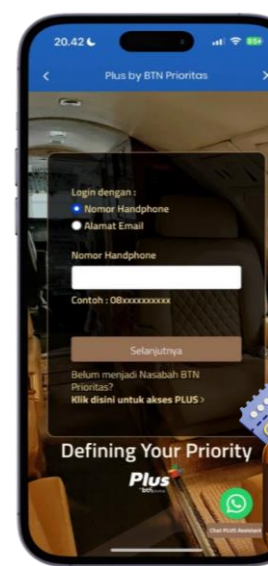 20.42
Plus by BTN Prioritas
Login dengan :
Nomor Handphone
Alamat Email
Nomor Handphone
Contoh : 08xxxxxxxxxx
Selanjutnya
Belum menjadi Nasabah BTN
Prioritas?
Klik disini untuk akses PLUS >
Defining Your Priority
Plus
Chat PLUS Assistant